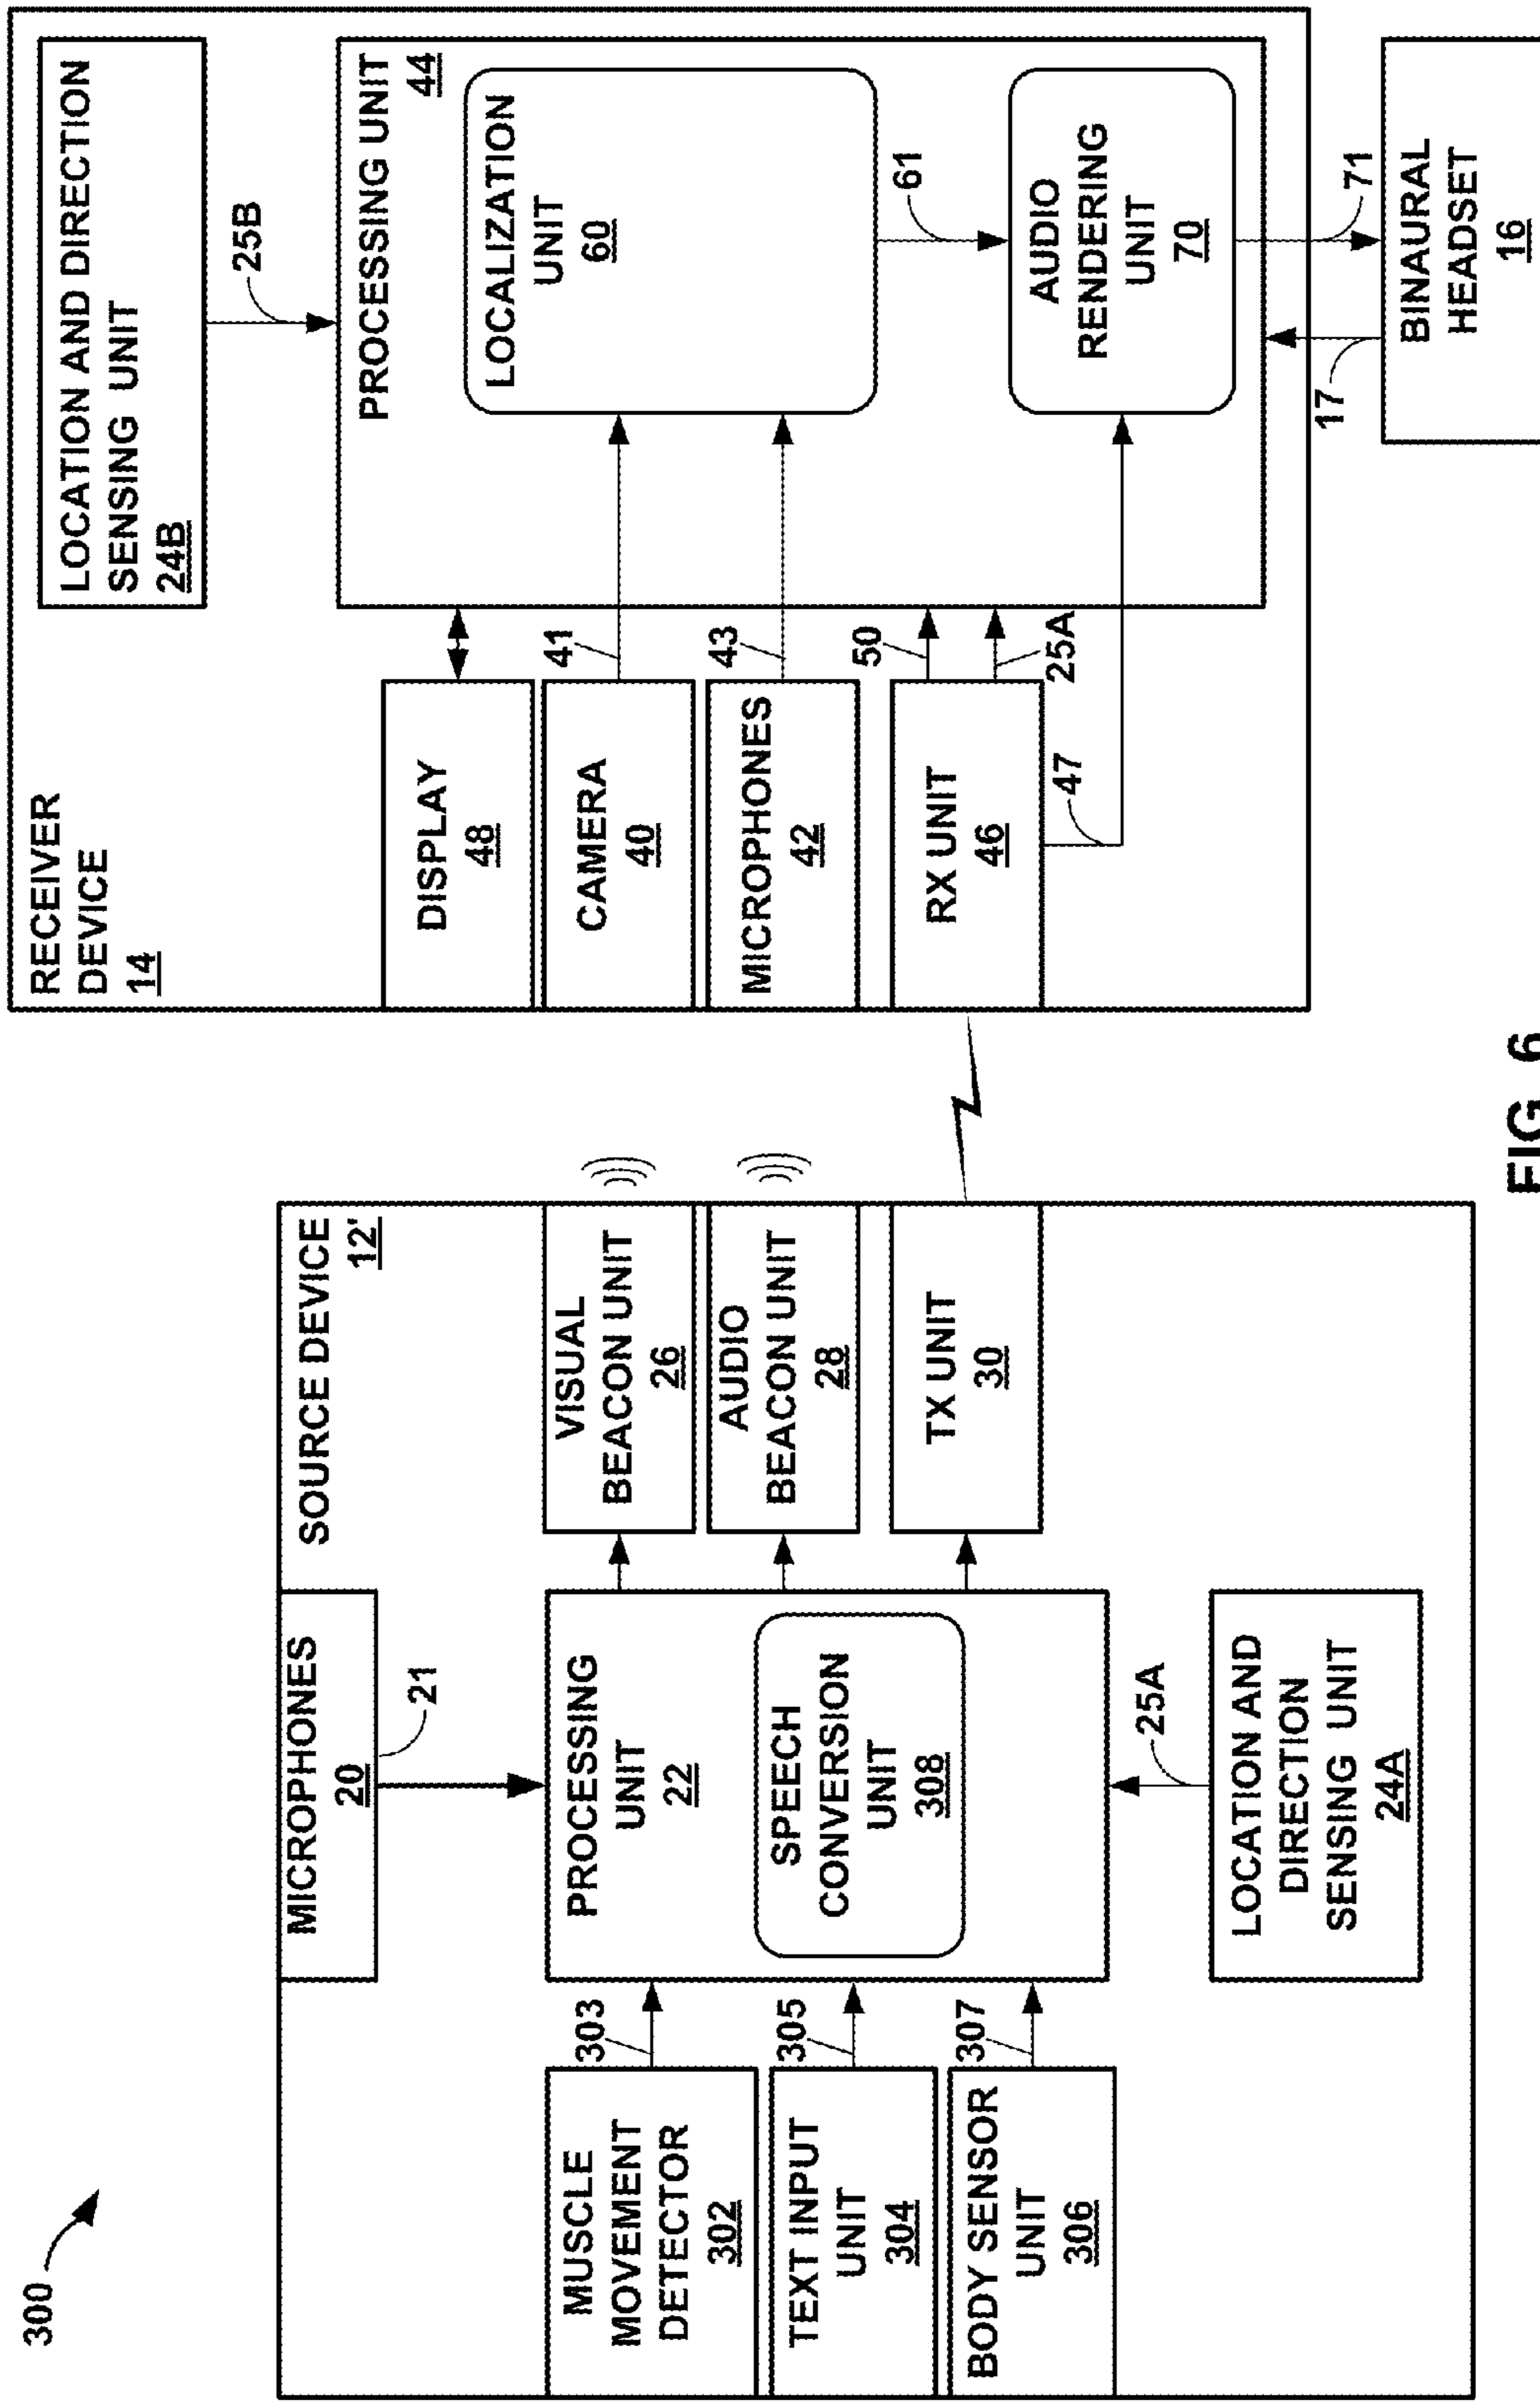 300
SOURCE DEVICE
12'
MICROPHONES
20
21
MUSCLE
MOVEMENT
DETECTOR
302
303
TEXT INPUT
UNIT
304
305
BODY SENSOR
UNIT
306
307
PROCESSING
UNIT
22
SPEECH
CONVERSION
UNIT
308
VISUAL
BEACON UNIT
26
AUDIO
BEACON UNIT
28
TX UNIT
30
25A
LOCATION AND
DIRECTION
SENSING UNIT
24A
RECEIVER
DEVICE
14
LOCATION AND DIRECTION
SENSING UNIT
24B
25B
DISPLAY
48
CAMERA
40
41
MICROPHONES
42
43
RX UNIT
46
50
25A
47
PROCESSING UNIT
44
LOCALIZATION
UNIT
60
61
AUDIO
RENDERING
UNIT
70
17
71
BINAURAL
HEADSET
16
FIG. 6